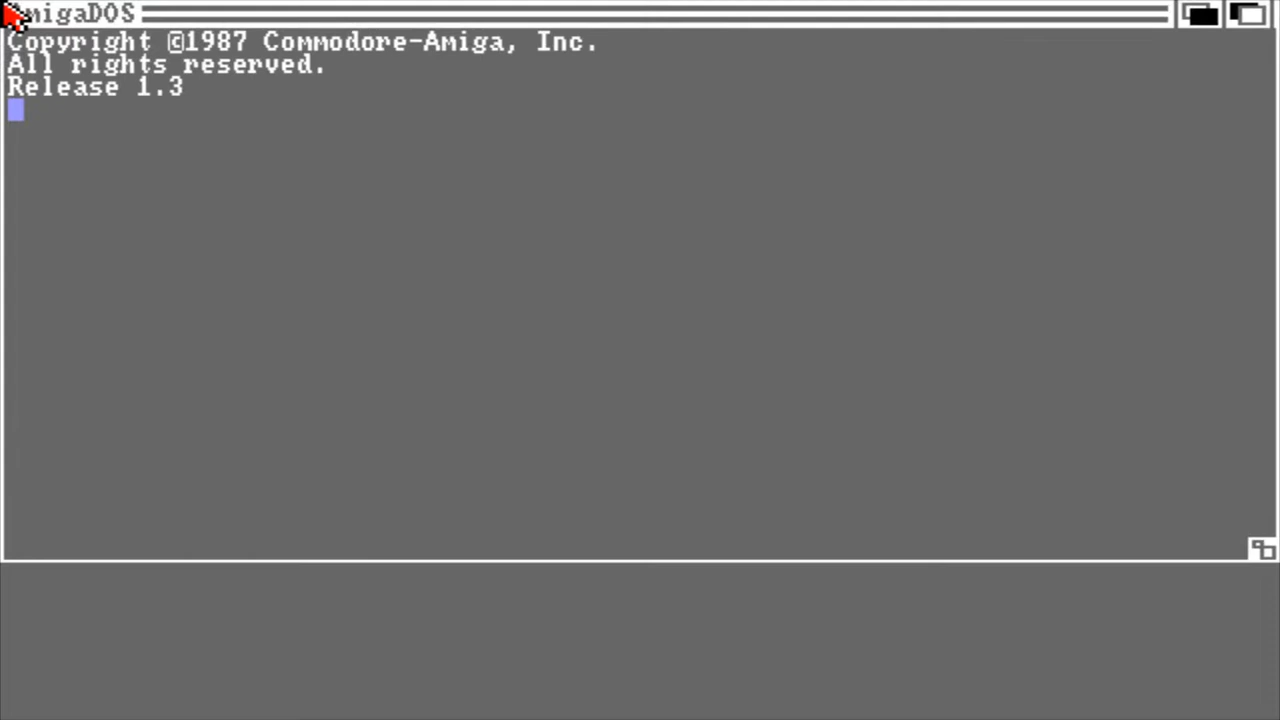 AmigaDOS
Copyright ©1987 Commodore-Amiga, Inc.
All rights reserved.
Release 1.3